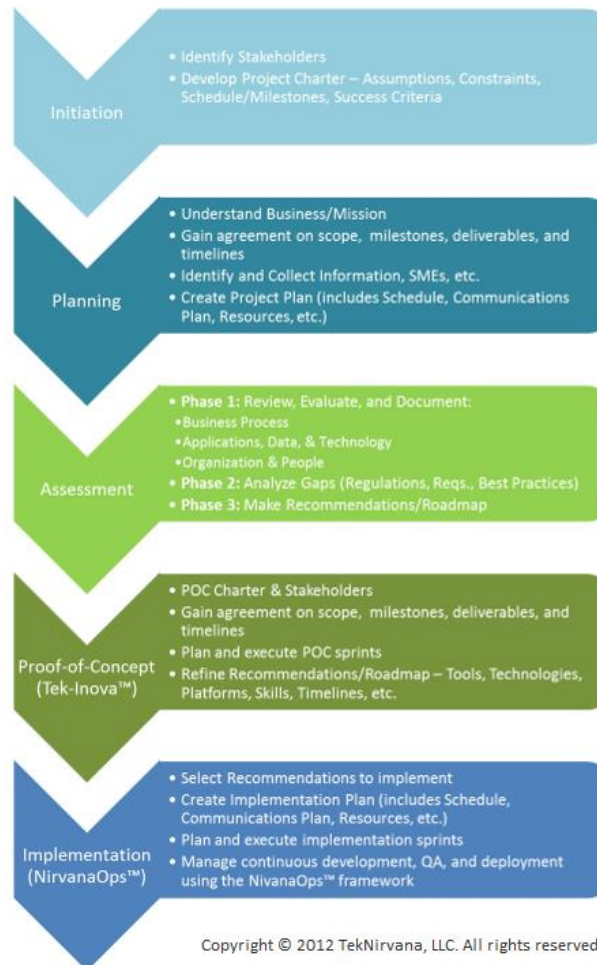 Initiation
• Identify Stakeholders
• Develop Project Charter – Assumptions, Constraints,
Schedule/Milestones, Success Criteria
Planning
• Understand Business/Mission
• Gain agreement on scope, milestones, deliverables, and
timelines
• Identify and Collect Information, SMEs, etc.
• Create Project Plan (includes Schedule, Communications
Plan, Resources, etc.)
Assessment
• Phase 1: Review, Evaluate, and Document:
•Business Process
•Applications, Data, & Technology
•Organization & People
• Phase 2: Analyze Gaps (Regulations, Reqs., Best Practices)
• Phase 3: Make Recommendations/Roadmap
Proof-of-Concept
(Tek-Inova™)
• POC Charter & Stakeholders
• Gain agreement on scope, milestones, deliverables, and
timelines
• Plan and execute POC sprints
• Refine Recommendations/Roadmap – Tools, Technologies,
Platforms, Skills, Timelines, etc.
Implementation
(NirvanaOps™)
• Select Recommendations to implement
• Create Implementation Plan (includes Schedule,
Communications Plan, Resources, etc.)
• Plan and execute implementation sprints
• Manage continuous development, QA, and deployment
using the NivanaOps™ framework
Copyright © 2012 TekNirvana, LLC. All rights reserved